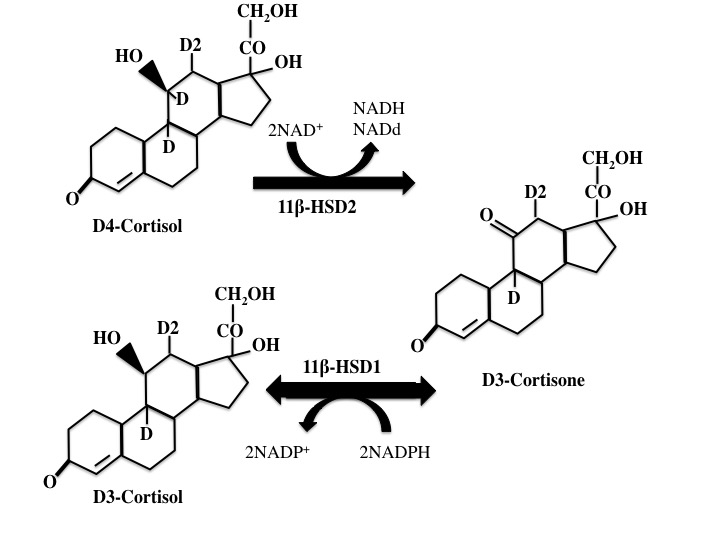 CH₂OH
HO
D2
CO
OH
D
D
O
D4-Cortisol
NADH
2NAD⁺
NADd
11β-HSD2
CH₂OH
D2
CO
O
OH
D
O
D3-Cortisone
CH₂OH
HO
D2
CO
OH
D
O
D3-Cortisol
11β-HSD1
2NADP⁺
2NADPH